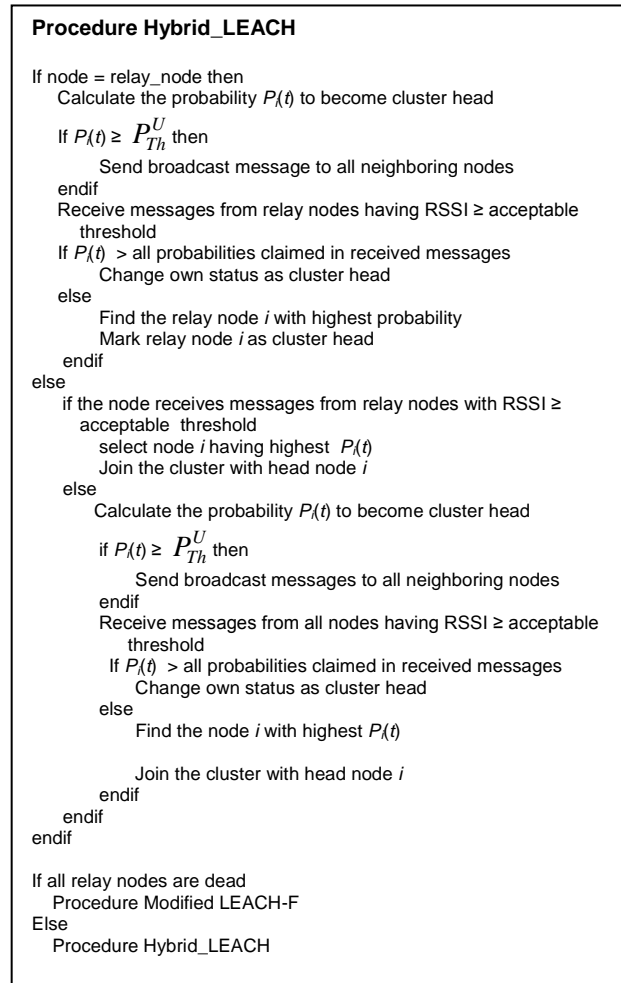 Procedure Hybrid_LEACH
If node = relay_node then
Calculate the probability Pi(t) to become cluster head
If Pi(t) ≥ P_Th^U then
Send broadcast message to all neighboring nodes
endif
Receive messages from relay nodes having RSSI ≥ acceptable
threshold
If Pi(t) > all probabilities claimed in received messages
Change own status as cluster head
else
Find the relay node i with highest probability
Mark relay node i as cluster head
endif
else
if the node receives messages from relay nodes with RSSI ≥
acceptable threshold
select node i having highest Pi(t)
Join the cluster with head node i
else
Calculate the probability Pi(t) to become cluster head
if Pi(t) ≥ P_Th^U then
Send broadcast messages to all neighboring nodes
endif
Receive messages from all nodes having RSSI ≥ acceptable
threshold
If Pi(t) > all probabilities claimed in received messages
Change own status as cluster head
else
Find the node i with highest Pi(t)
Join the cluster with head node i
endif
endif
endif
If all relay nodes are dead
Procedure Modified LEACH-F
Else
Procedure Hybrid_LEACH